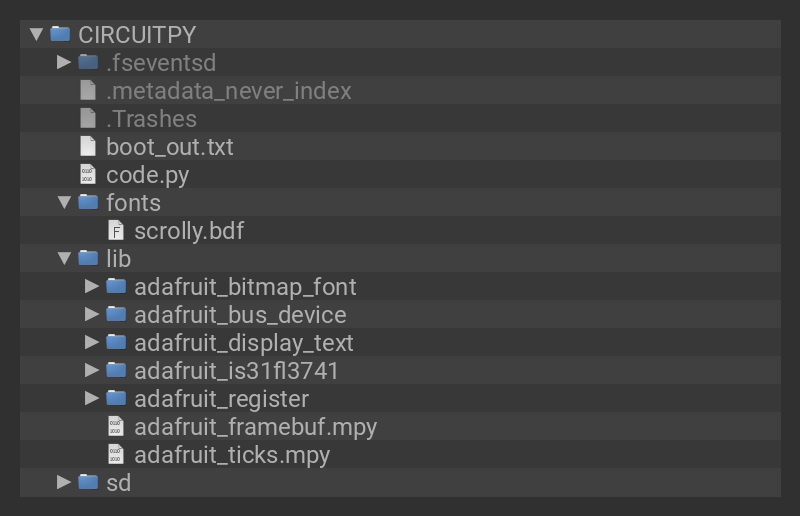 CIRCUITPY
.fseventsd
.metadata_never_index
.Trashes
boot_out.txt
code.py
fonts
scrolly.bdf
lib
adafruit_bitmap_font
adafruit_bus_device
adafruit_display_text
adafruit_is31fl3741
adafruit_register
adafruit_framebuf.mpy
adafruit_ticks.mpy
sd